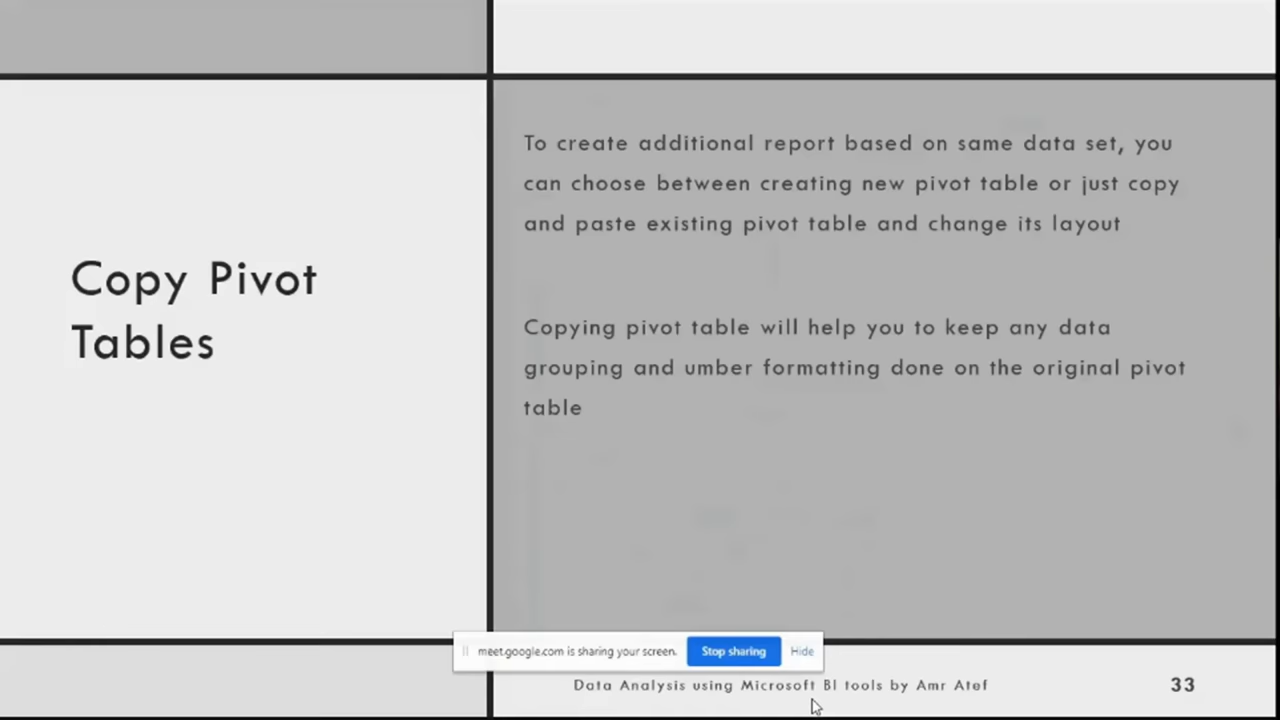 Copy Pivot
Tables
To create additional report based on same data set, you
can choose between creating new pivot table or just copy
and paste existing pivot table and change its layout
Copying pivot table will help you to keep any data
grouping and umber formatting done on the original pivot
table
meet.google.com is sharing your screen.
Stop sharing
Hide
Data Analysis using Microsoft BI tools by Amr Atef
33